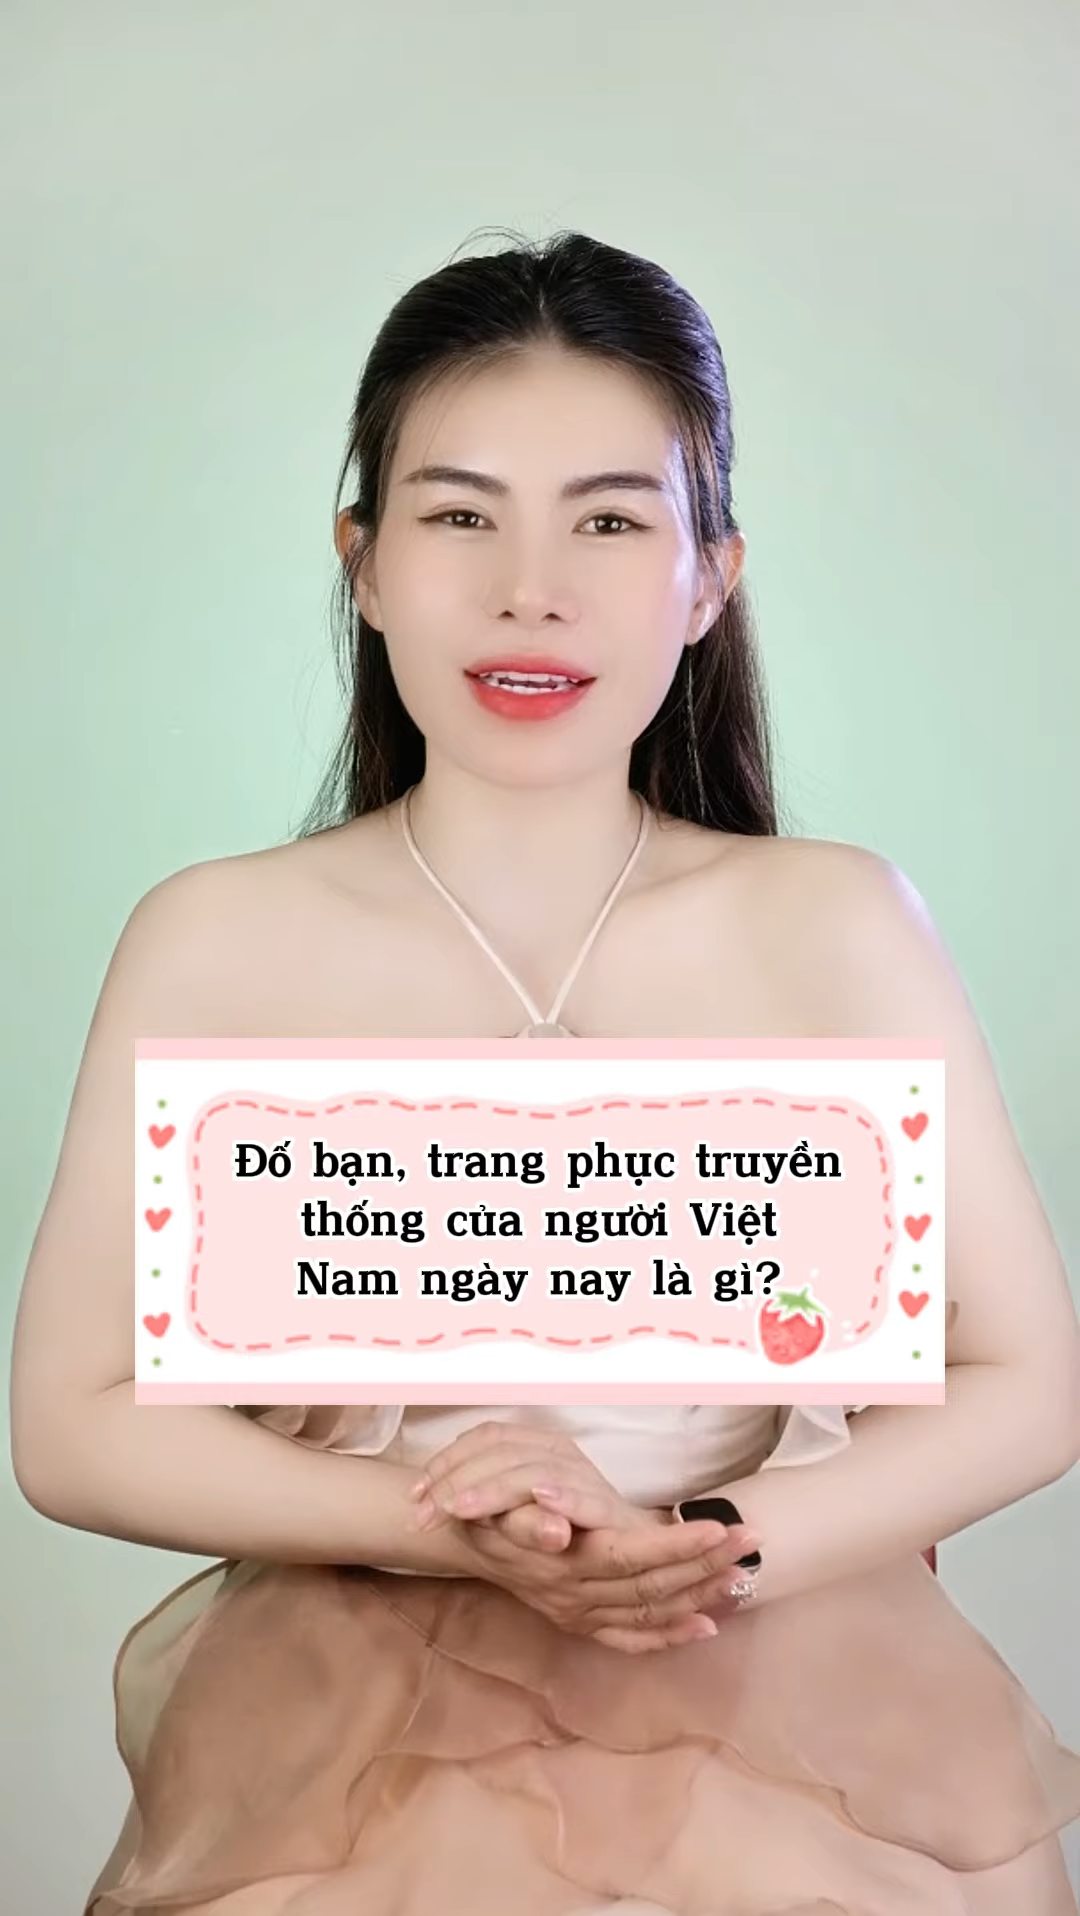 Đố bạn, trang phục truyền
thống của người Việt
Nam ngày nay là gì?